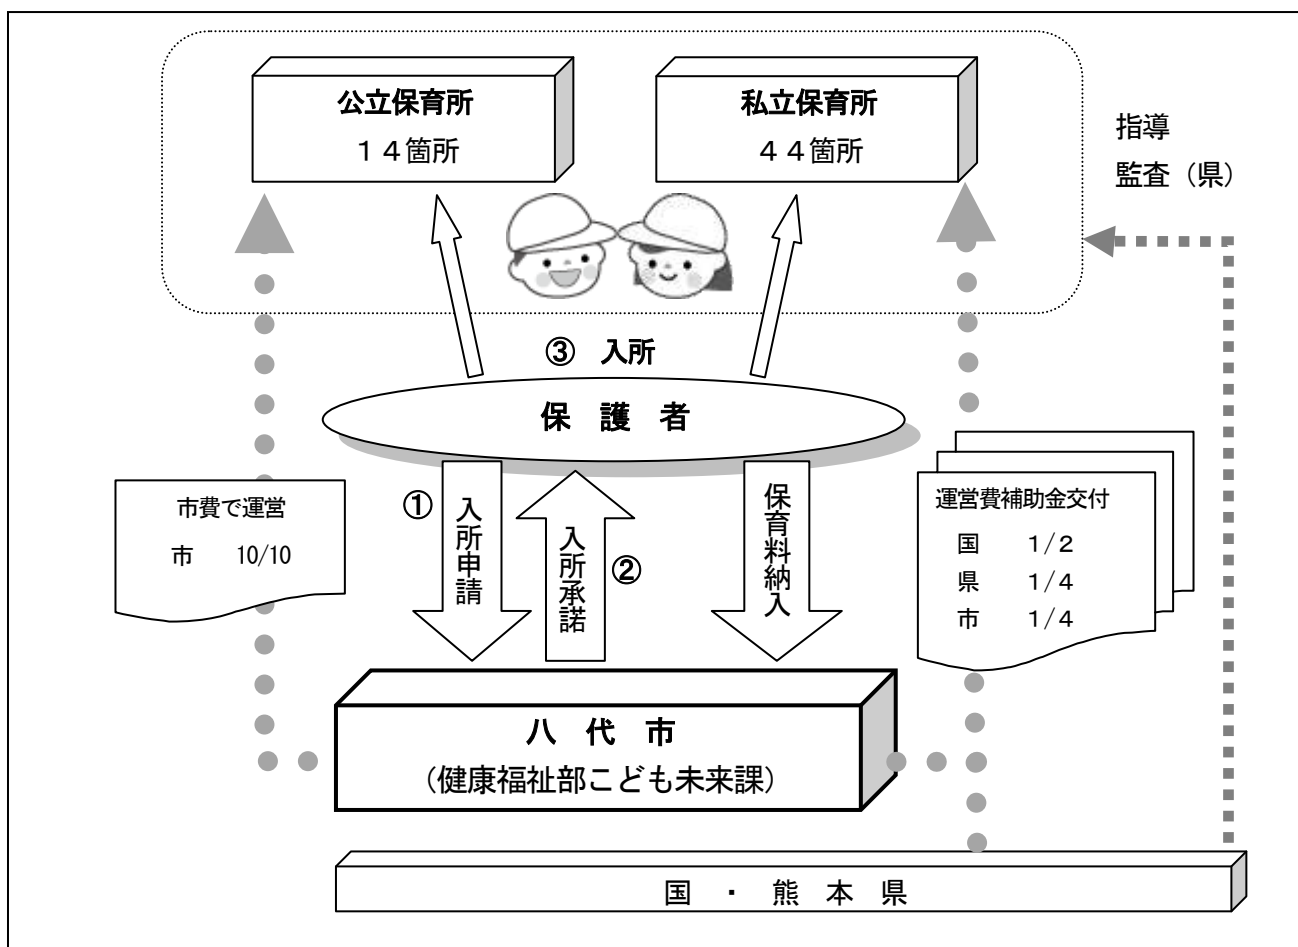 公立保育所
１４箇所
私立保育所
４４箇所
指導
監査（県）
③ 入所
保 護 者
市費で運営
市 10/10
①
入所申請
入所承諾
②
保育料納入
運営費補助金交付
国 1/2
県 1/4
市 1/4
八 代 市
（健康福祉部こども未来課）
国 ・ 熊 本 県